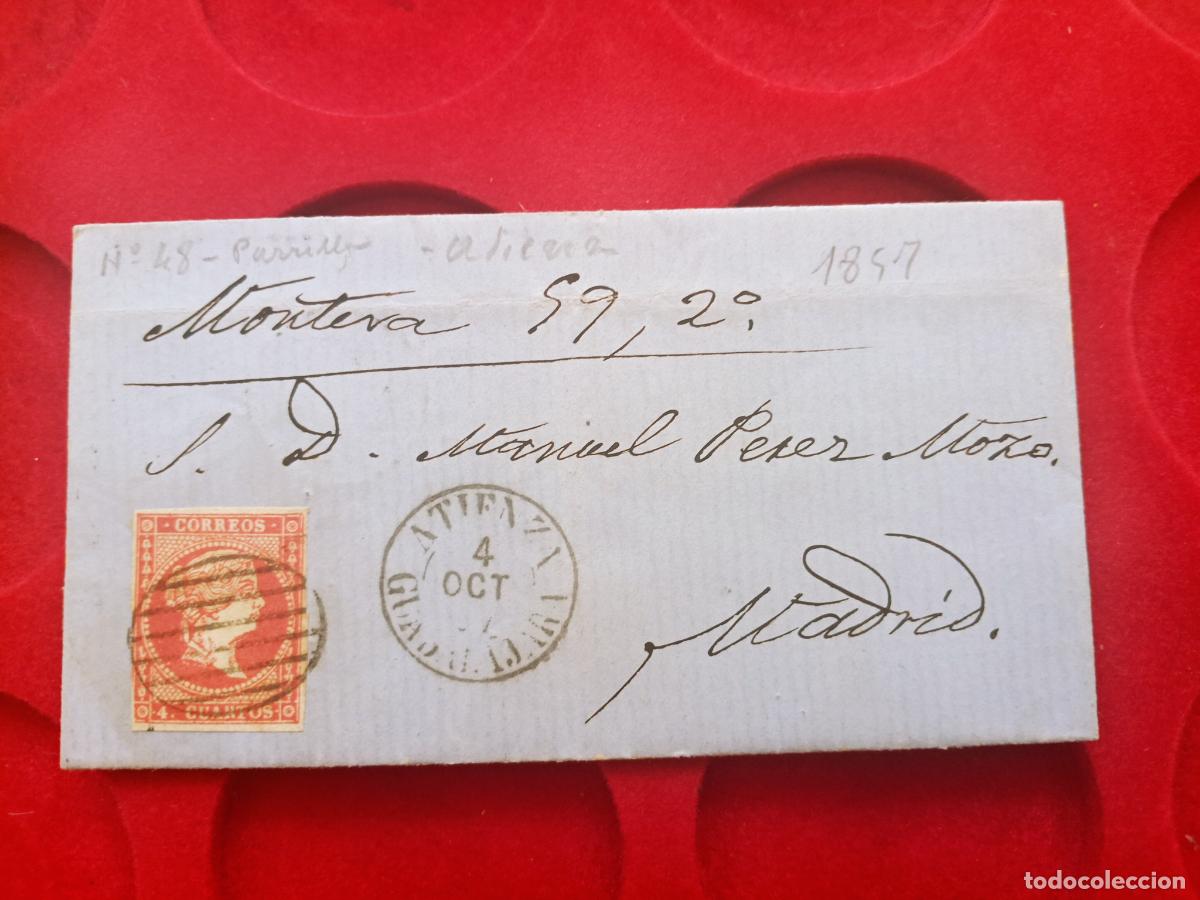 Nº 48 - Parrilla - Atienza 1857
Montera 59, 2º.
S. D. Manuel Perez Mozo.
Madrid.
CORREOS
4. CUARTOS
ATIENZA
4
OCT
57
GUADALAJARA
todocoleccion